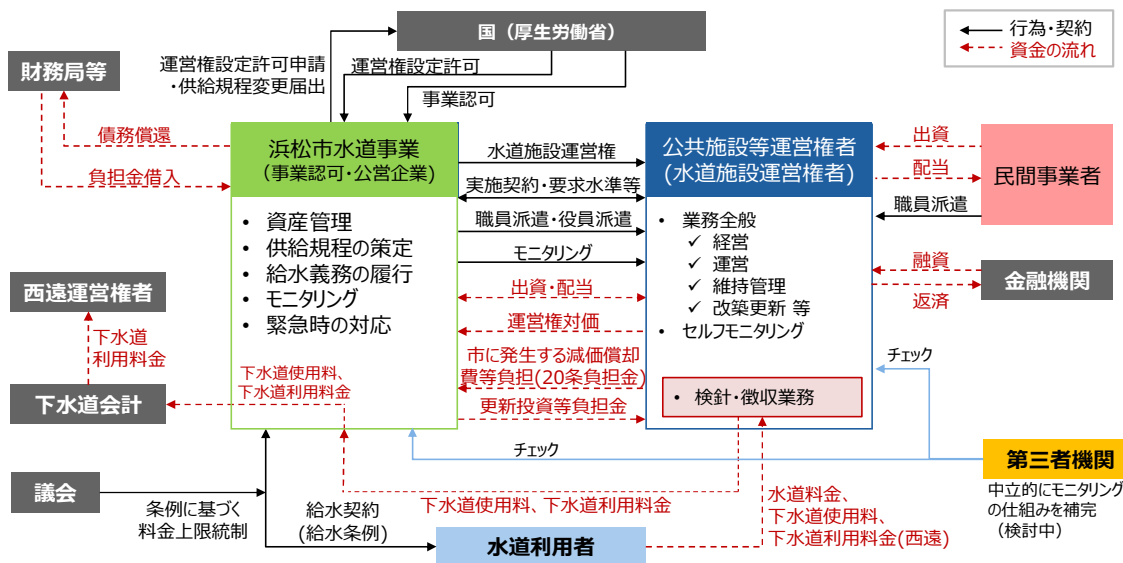 国（厚生労働省）
行為・契約
資金の流れ
財務局等
運営権設定許可申請
・供給規程変更届出
運営権設定許可
事業認可
債務償還
負担金借入
浜松市水道事業
(事業認可・公営企業)
• 資産管理
• 供給規程の策定
• 給水義務の履行
• モニタリング
• 緊急時の対応
水道施設運営権
実施契約・要求水準等
職員派遣・役員派遣
モニタリング
出資・配当
運営権対価
市に発生する減価償却
費等負担(20条負担金)
更新投資等負担金
公共施設等運営権者
(水道施設運営権者)
• 業務全般
✓ 経営
✓ 運営
✓ 維持管理
✓ 改築更新 等
• セルフモニタリング
• 検針・徴収業務
出資
配当
職員派遣
民間事業者
融資
返済
金融機関
西遠運営権者
下水道
利用料金
下水道会計
下水道使用料、
下水道利用料金
チェック
チェック
第三者機関
中立的にモニタリング
の仕組みを補完
（検討中）
議会
条例に基づく
料金上限統制
給水契約
(給水条例)
下水道使用料、下水道利用料金
水道料金、
下水道使用料、
下水道利用料金(西遠)
水道利用者